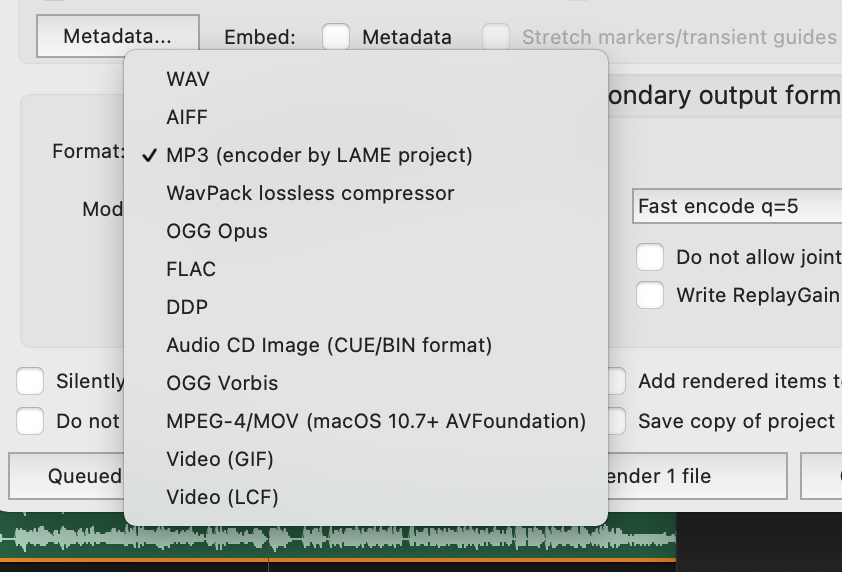 Metadata... Embed: Metadata Stretch markers/transient guides
WAV
AIFF
MP3 (encoder by LAME project)
WavPack lossless compressor
OGG Opus
FLAC
DDP
Audio CD Image (CUE/BIN format)
OGG Vorbis
MPEG-4/MOV (macOS 10.7+ AVFoundation)
Video (GIF)
Video (LCF)
ondary output form
Format:
Mod
Fast encode q=5
Do not allow joint
Write ReplayGain
Silently
Add rendered items t
Do not
Save copy of project
Queued
ender 1 file